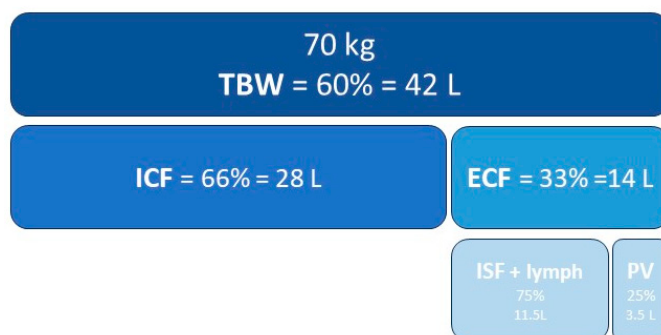 70 kg
TBW = 60% = 42 L
ICF = 66% = 28 L
ECF = 33% =14 L
ISF + lymph
75%
11.5L
PV
25%
3.5 L